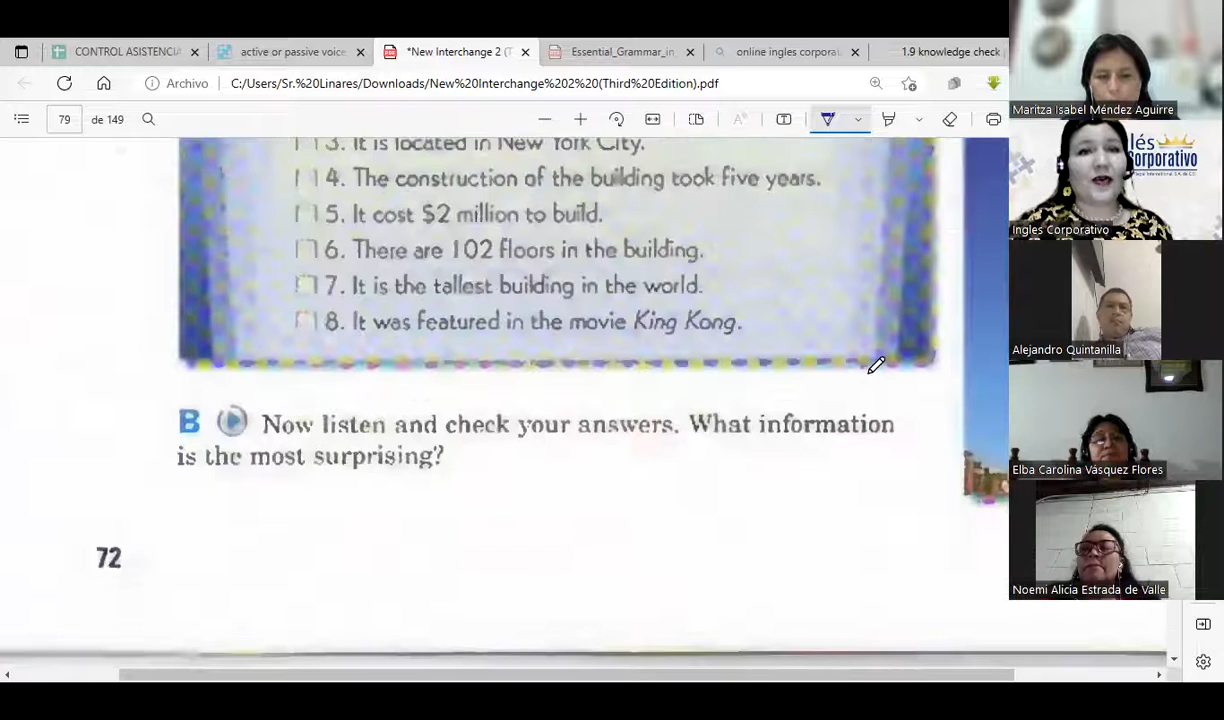 CONTROL ASISTENCIA
active or passive voice
*New Interchange 2 (T
Essential_Grammar_in
online ingles corporat
1.9 knowledge check
Archivo
C:/Users/Sr.%20Linares/Downloads/New%20Interchange%202%20(Third%20Edition).pdf
79
de 149
3. It is located in New York City.
4. The construction of the building took five years.
5. It cost $2 million to build.
6. There are 102 floors in the building.
7. It is the tallest building in the world.
8. It was featured in the movie King Kong.
B Now listen and check your answers. What information
is the most surprising?
72
Maritza Isabel Méndez Aguirre
lés
Corporativo
Ingles Corporativo
Alejandro Quintanilla
Elba Carolina Vásquez Flores
Noemi Alicia Estrada de Valle